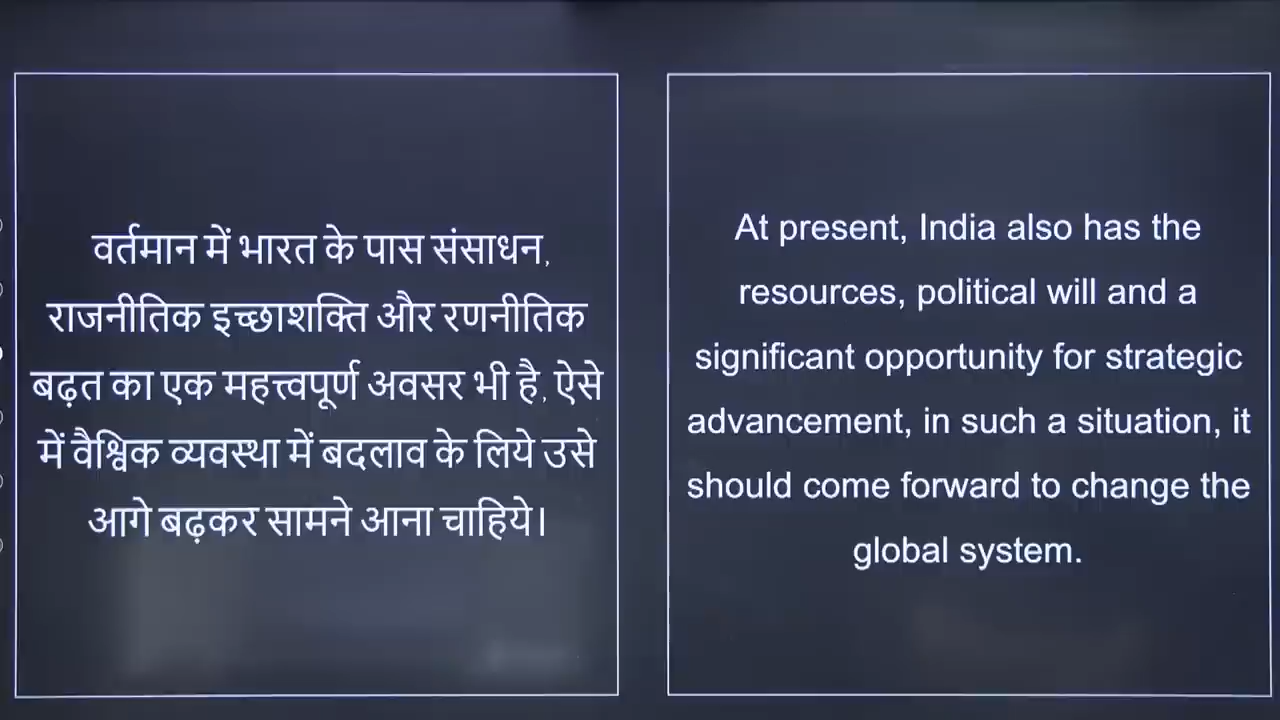 वर्तमान में भारत के पास संसाधन,
राजनीतिक इच्छाशक्ति और रणनीतिक
बढ़त का एक महत्त्वपूर्ण अवसर भी है, ऐसे
में वैश्विक व्यवस्था में बदलाव के लिये उसे
आगे बढ़कर सामने आना चाहिये।
At present, India also has the
resources, political will and a
significant opportunity for strategic
advancement, in such a situation, it
should come forward to change the
global system.